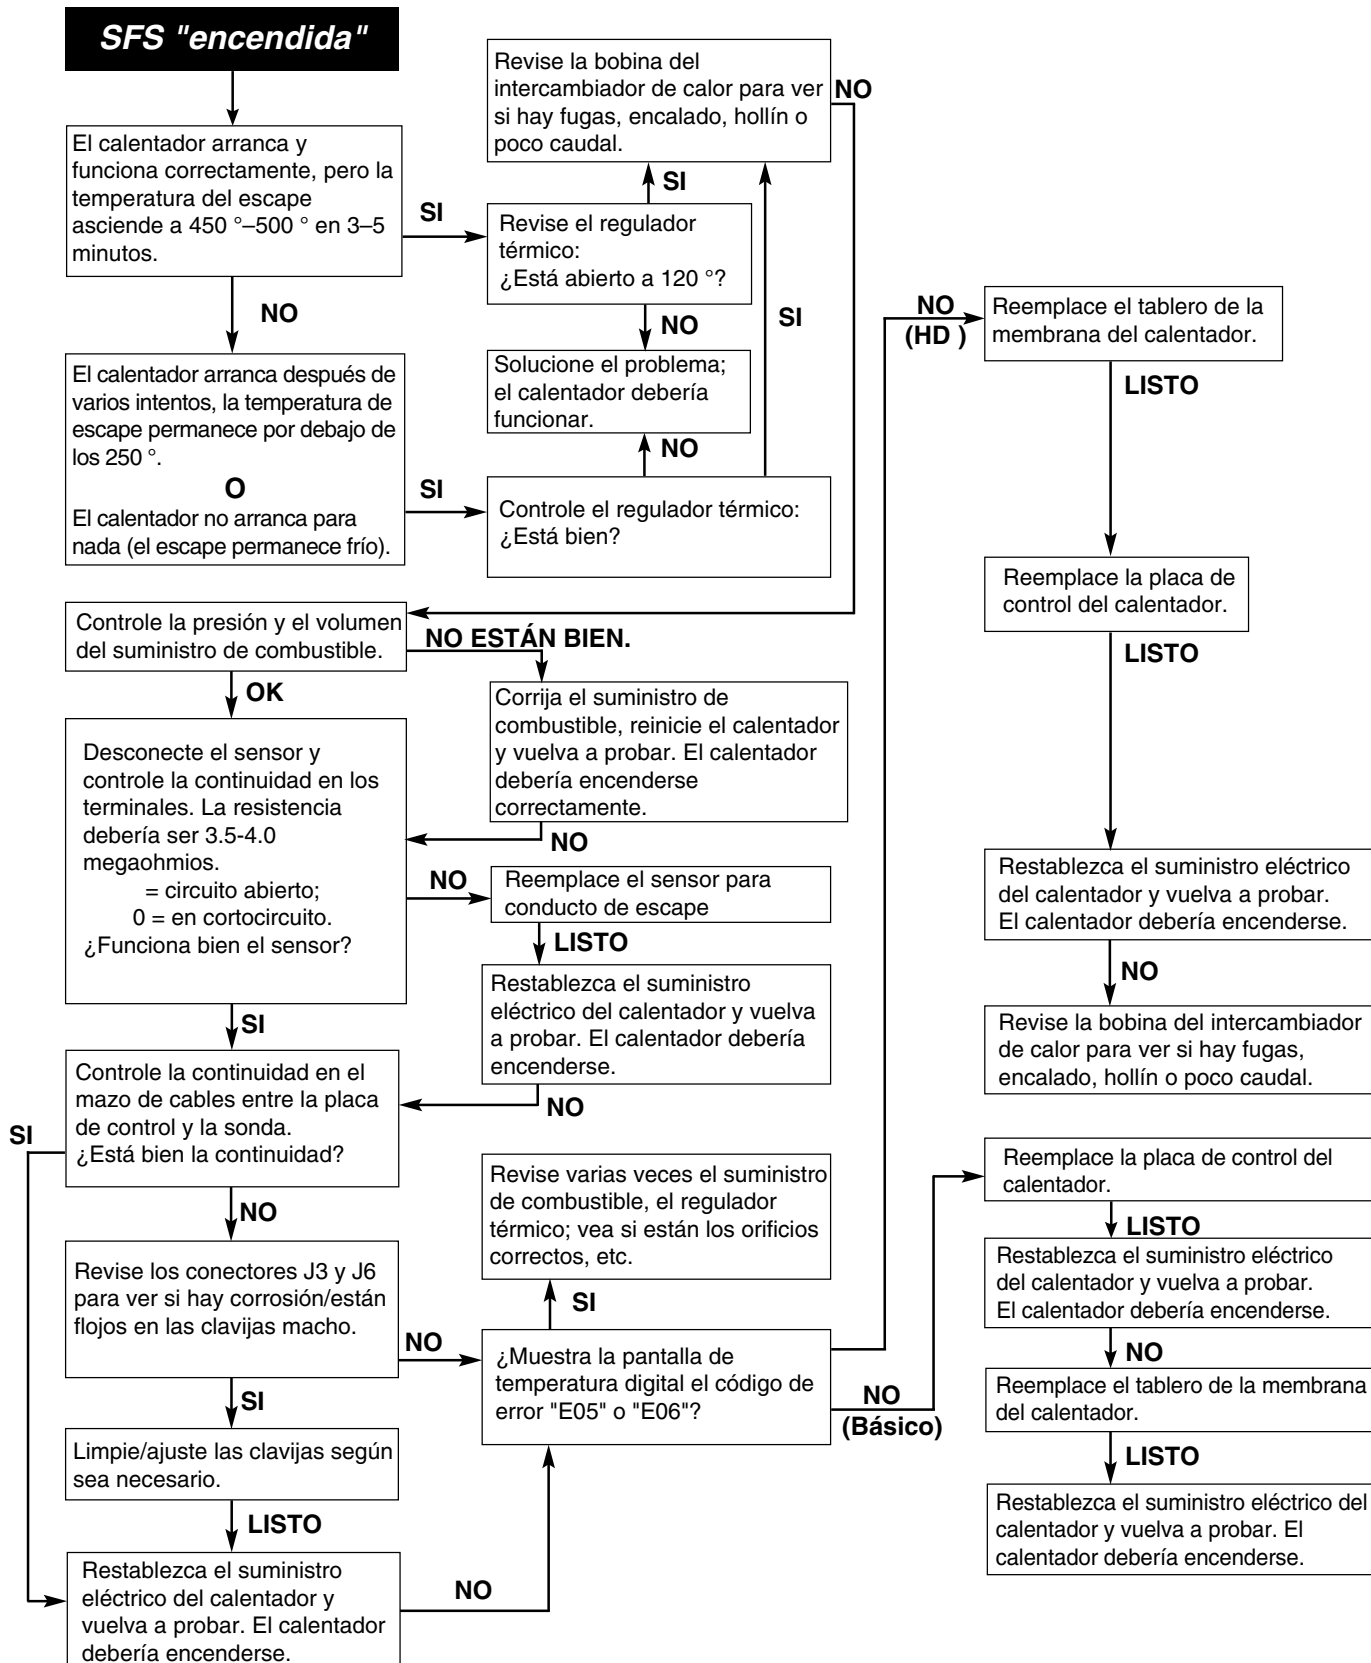 SFS "encendida"
El calentador arranca y
funciona correctamente, pero la
temperatura del escape
asciende a 450 °–500 ° en 3–5
minutos.
SI
NO
Revise la bobina del
intercambiador de calor para ver
si hay fugas, encalado, hollín o
poco caudal.
NO
SI
Revise el regulador
térmico:
¿Está abierto a 120 °?
NO
SI
Solucione el problema;
el calentador debería
funcionar.
NO
El calentador arranca después de
varios intentos, la temperatura de
escape permanece por debajo de
los 250 °.
O
El calentador no arranca para
nada (el escape permanece frío).
SI
Controle el regulador térmico:
¿Está bien?
Controle la presión y el volumen
del suministro de combustible.
NO ESTÁN BIEN.
OK
Corrija el suministro de
combustible, reinicie el calentador
y vuelva a probar. El calentador
debería encenderse
correctamente.
NO
Desconecte el sensor y
controle la continuidad en los
terminales. La resistencia
debería ser 3.5-4.0
megaohmios.
= circuito abierto;
0 = en cortocircuito.
¿Funciona bien el sensor?
NO
Reemplace el sensor para
conducto de escape
LISTO
Restablezca el suministro
eléctrico del calentador y vuelva
a probar. El calentador debería
encenderse.
NO
SI
Controle la continuidad en el
mazo de cables entre la placa
de control y la sonda.
¿Está bien la continuidad?
SI
NO
Revise los conectores J3 y J6
para ver si hay corrosión/están
flojos en las clavijas macho.
NO
SI
Limpie/ajuste las clavijas según
sea necesario.
LISTO
Restablezca el suministro
eléctrico del calentador y
vuelva a probar. El calentador
debería encenderse.
NO
Revise varias veces el suministro
de combustible, el regulador
térmico; vea si están los orificios
correctos, etc.
SI
¿Muestra la pantalla de
temperatura digital el código de
error "E05" o "E06"?
NO
(HD )
NO
(Básico)
Reemplace el tablero de la
membrana del calentador.
LISTO
Reemplace la placa de
control del calentador.
LISTO
Restablezca el suministro eléctrico
del calentador y vuelva a probar.
El calentador debería encenderse.
NO
Revise la bobina del intercambiador
de calor para ver si hay fugas,
encalado, hollín o poco caudal.
Reemplace la placa de control del
calentador.
LISTO
Restablezca el suministro eléctrico
del calentador y vuelva a probar.
El calentador debería encenderse.
NO
Reemplace el tablero de la membrana
del calentador.
LISTO
Restablezca el suministro eléctrico del
calentador y vuelva a probar. El
calentador debería encenderse.